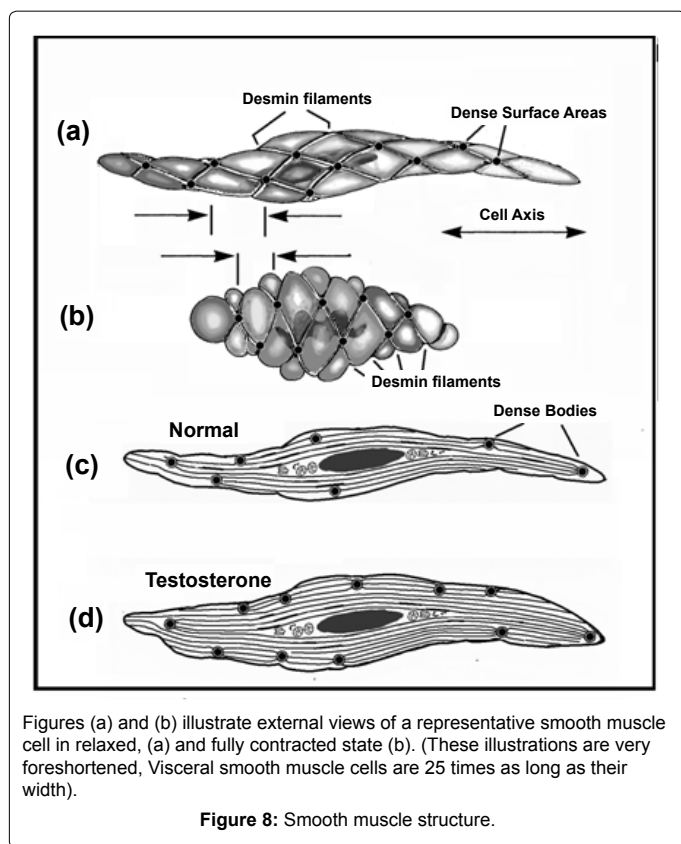 Desmin filaments
Dense Surface Areas
(a)
Cell Axis
(b)
Desmin filaments
Dense Bodies
Normal
(c)
Testosterone
(d)
Figures (a) and (b) illustrate external views of a representative smooth muscle
cell in relaxed, (a) and fully contracted state (b). (These illustrations are very
foreshortened, Visceral smooth muscle cells are 25 times as long as their
width).
Figure 8: Smooth muscle structure.